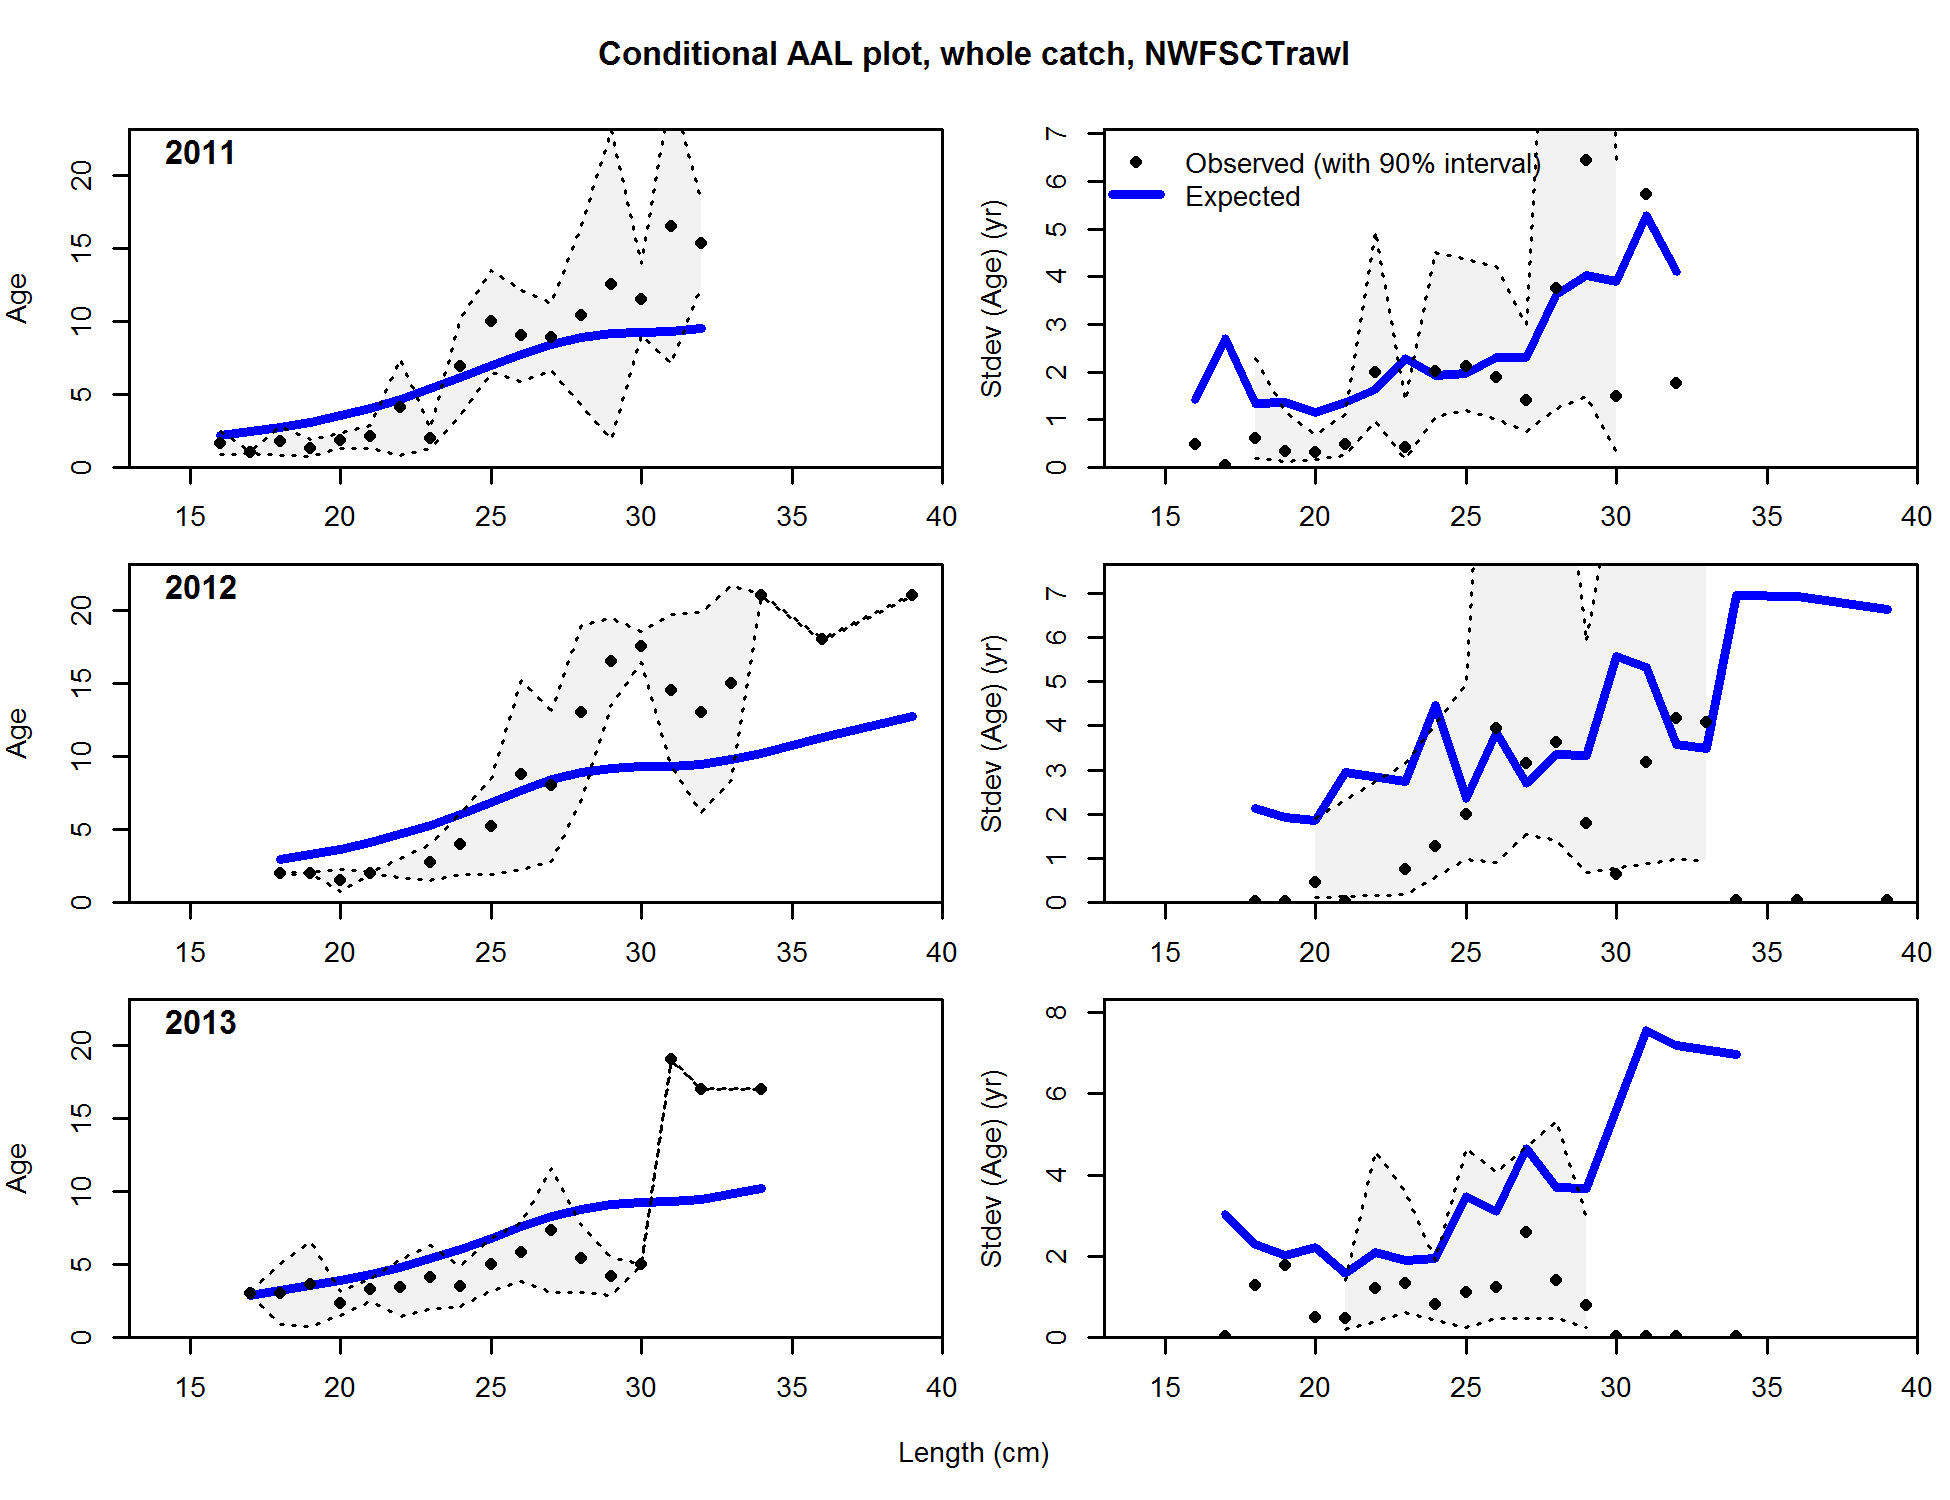 Conditional AAL plot, whole catch, NWFSCTrawl
2011
Age
0 5 10 15 20
15 20 25 30 35 40
Observed (with 90% interval)
Expected
Stdev (Age) (yr)
0 1 2 3 4 5 6 7
15 20 25 30 35 40
2012
Age
0 5 10 15 20
15 20 25 30 35 40
Stdev (Age) (yr)
0 1 2 3 4 5 6 7
15 20 25 30 35 40
2013
Age
0 5 10 15 20
15 20 25 30 35 40
Stdev (Age) (yr)
0 2 4 6 8
15 20 25 30 35 40
Length (cm)